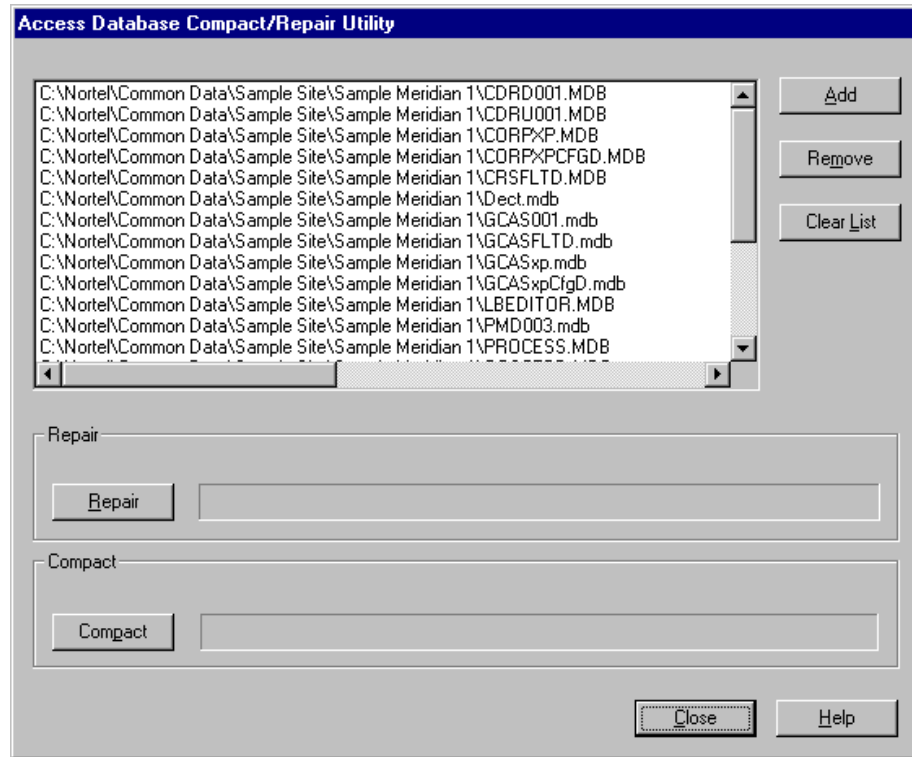 Access Database Compact/Repair Utility
C:\Nortel\Common Data\Sample Site\Sample Meridian 1\CDRD001.MDB
C:\Nortel\Common Data\Sample Site\Sample Meridian 1\CDRU001.MDB
C:\Nortel\Common Data\Sample Site\Sample Meridian 1\CORPXP.MDB
C:\Nortel\Common Data\Sample Site\Sample Meridian 1\CORPXPCFGD.MDB
C:\Nortel\Common Data\Sample Site\Sample Meridian 1\CRSFLTD.MDB
C:\Nortel\Common Data\Sample Site\Sample Meridian 1\Dect.mdb
C:\Nortel\Common Data\Sample Site\Sample Meridian 1\GCAS001.mdb
C:\Nortel\Common Data\Sample Site\Sample Meridian 1\GCASFLTD.mdb
C:\Nortel\Common Data\Sample Site\Sample Meridian 1\GCASxp.mdb
C:\Nortel\Common Data\Sample Site\Sample Meridian 1\GCASxpCfgD.mdb
C:\Nortel\Common Data\Sample Site\Sample Meridian 1\LBEDITOR.MDB
C:\Nortel\Common Data\Sample Site\Sample Meridian 1\PMD003.mdb
C:\Nortel\Common Data\Sample Site\Sample Meridian 1\PROCESS.MDB
Add
Remove
Clear List
Repair
Repair
Compact
Compact
Close
Help